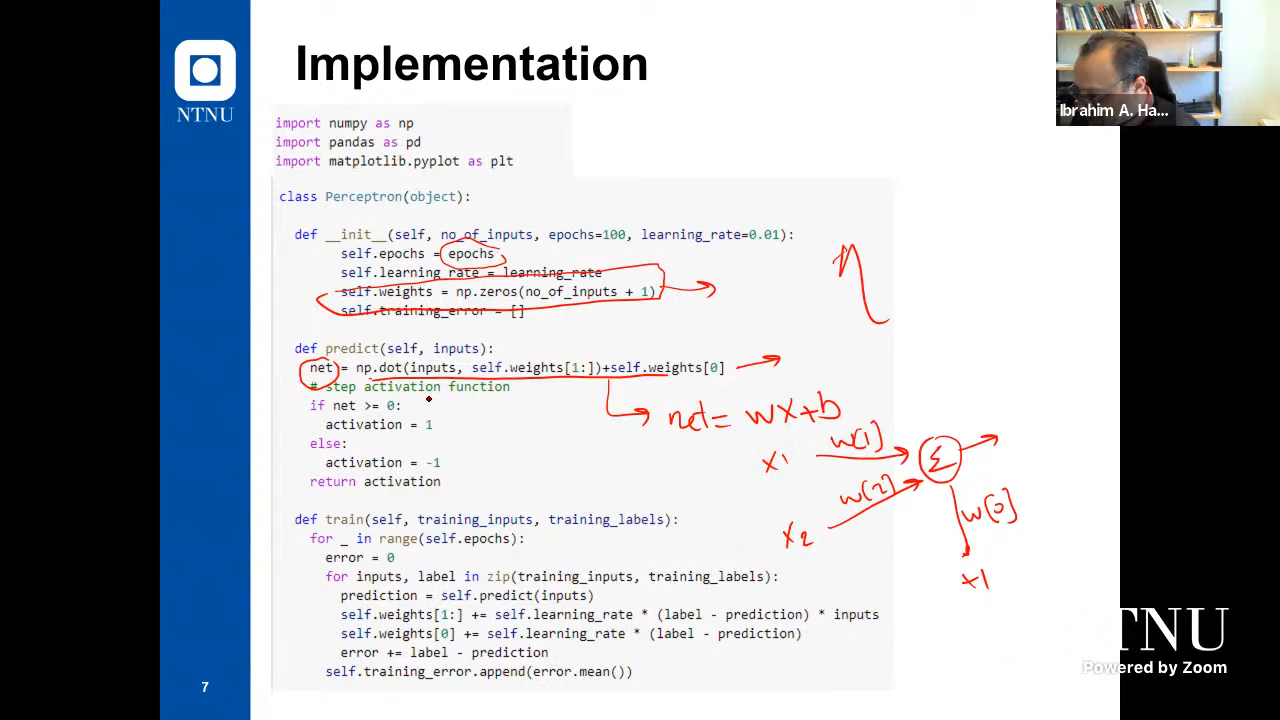 Implementation
NTNU
Ibrahim A. Ha...
import numpy as np
import pandas as pd
import matplotlib.pyplot as plt
class Perceptron(object):
def __init__(self, no_of_inputs, epochs=100, learning_rate=0.01):
self.epochs = epochs
self.learning_rate = learning_rate
self.weights = np.zeros(no_of_inputs + 1)
self.training_error = []
η
def predict(self, inputs):
net = np.dot(inputs, self.weights[1:])+self.weights[0]
# step activation function
if net >= 0:
activation = 1
else:
activation = -1
return activation
net= wx+b
x1
w(1)
Σ
w(2)
x2
w(0)
+1
def train(self, training_inputs, training_labels):
for _ in range(self.epochs):
error = 0
for inputs, label in zip(training_inputs, training_labels):
prediction = self.predict(inputs)
self.weights[1:] += self.learning_rate * (label - prediction) * inputs
self.weights[0] += self.learning_rate * (label - prediction)
error += label - prediction
self.training_error.append(error.mean())
NTNU
Powered by Zoom
7